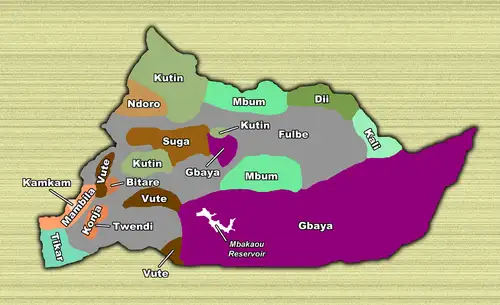 Kutin
Ndoro
Mbum
Dii
Kutin
Fulbe
Kali
Suga
Kutin
Gbaya
Mbum
Vute
Bitare
Kamkam
Mambila
Vute
Konja
Twendi
Gbaya
Mbakaou
Reservoir
Tikar
Vute